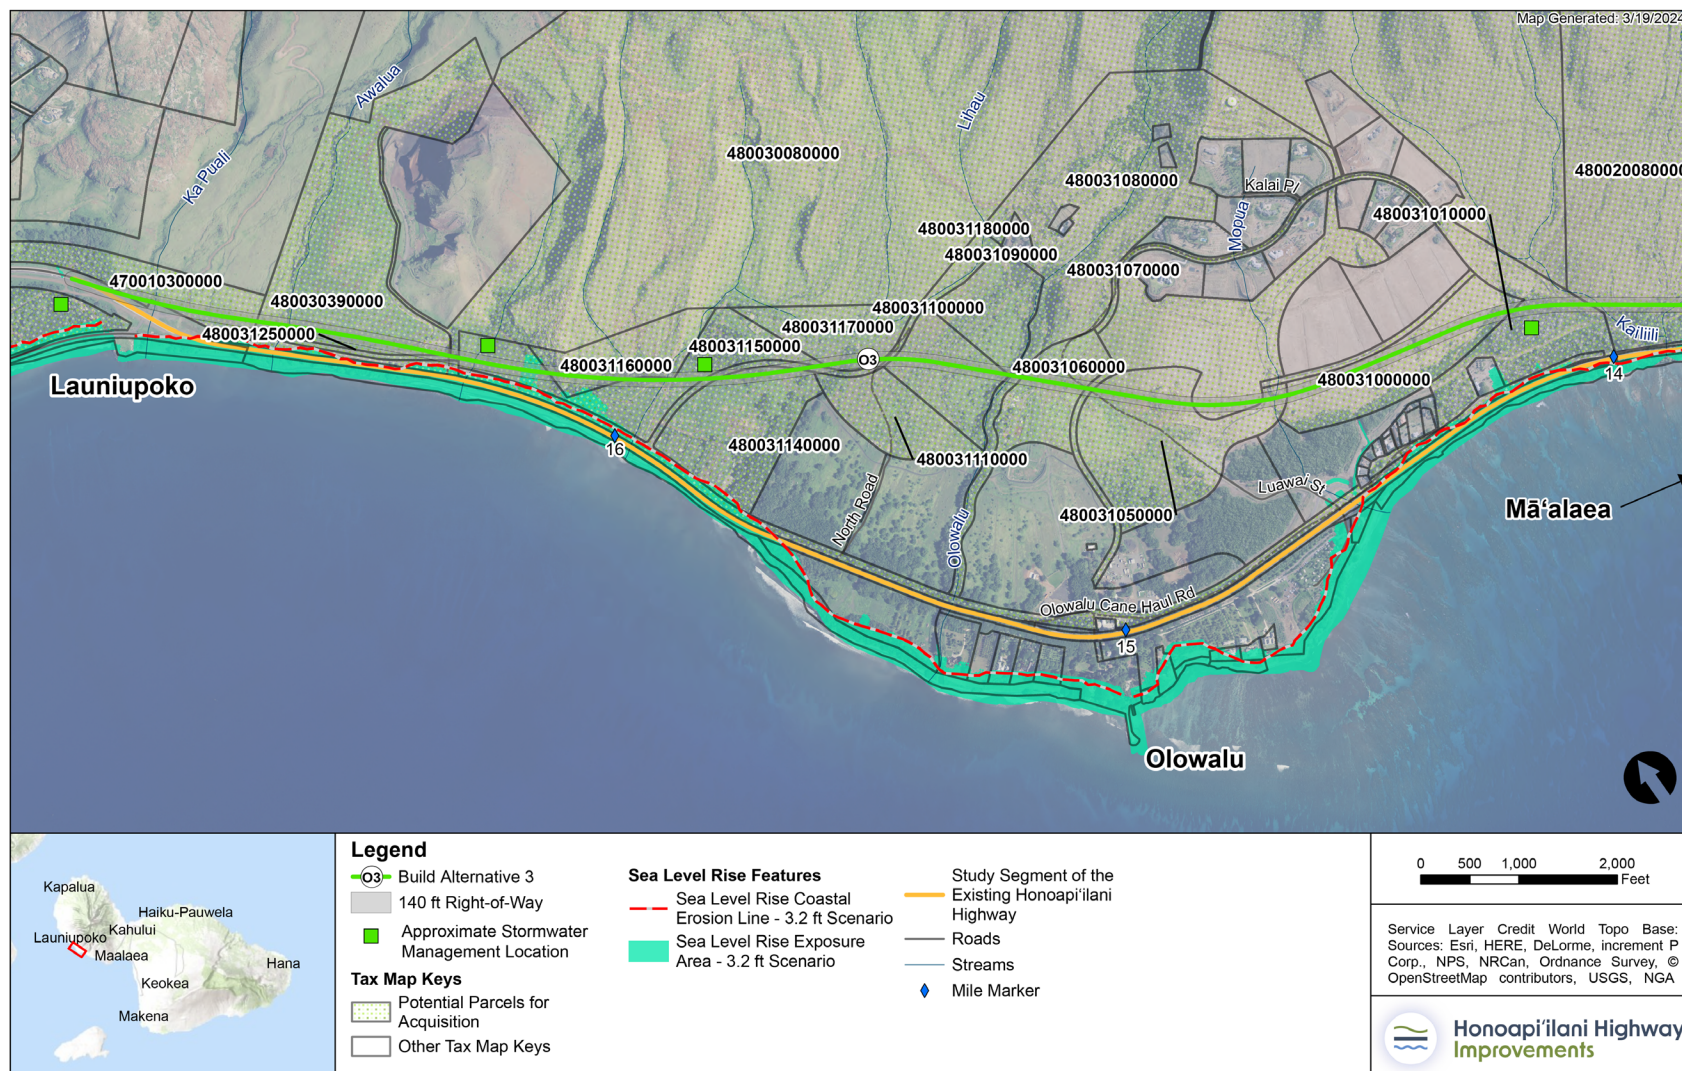 Map Generated: 3/19/2024
Awalua
Lihau
Ka Puali
480030080000
480031080000
480020080000
Kalai Pl
480031010000
Mopua
480031180000
480031090000
480031070000
470010300000
480030390000
480031100000
480031170000
480031250000
480031150000
Kailiili
480031160000
O3
480031060000
480031000000
14
Launiupoko
16
480031140000
480031110000
North Road
Olowalu
Luawai St
480031050000
Māʻalaea
Olowalu Cane Haul Rd
15
Olowalu
Kapalua
Haiku-Pauwela
Kahului
Launiupoko
Maalaea
Hana
Keokea
Makena
Legend
O3 Build Alternative 3
140 ft Right-of-Way
Approximate Stormwater
Management Location
Tax Map Keys
Potential Parcels for
Acquisition
Other Tax Map Keys
Sea Level Rise Features
Sea Level Rise Coastal
Erosion Line - 3.2 ft Scenario
Sea Level Rise Exposure
Area - 3.2 ft Scenario
Study Segment of the
Existing Honoapiʻilani
Highway
Roads
Streams
Mile Marker
0 500 1,000 2,000
Feet
Service Layer Credit World Topo Base:
Sources: Esri, HERE, DeLorme, increment P
Corp., NPS, NRCan, Ordnance Survey, ©
OpenStreetMap contributors, USGS, NGA
Honoapiʻilani Highway
Improvements